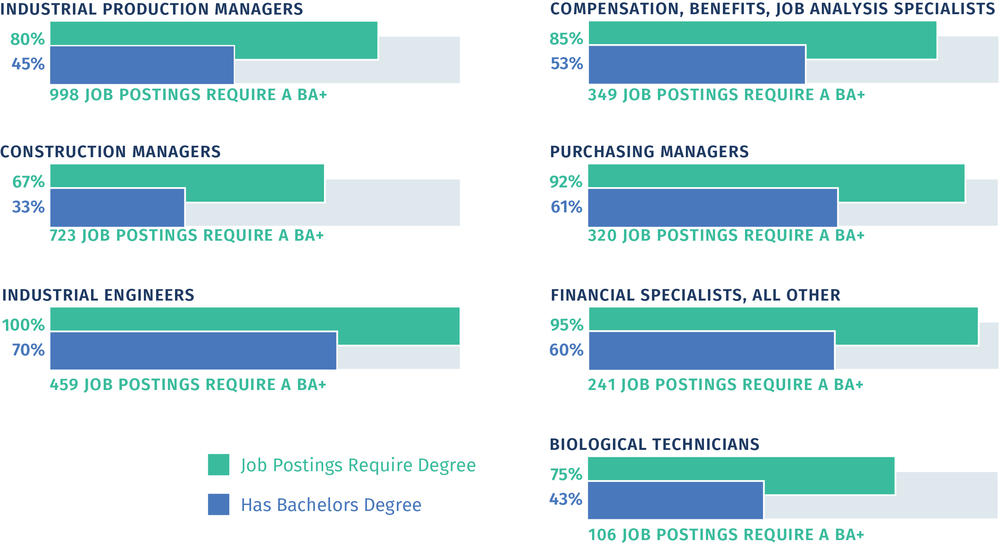 INDUSTRIAL PRODUCTION MANAGERS
80%
45%
998 JOB POSTINGS REQUIRE A BA+
CONSTRUCTION MANAGERS
67%
33%
723 JOB POSTINGS REQUIRE A BA+
INDUSTRIAL ENGINEERS
100%
70%
459 JOB POSTINGS REQUIRE A BA+
Job Postings Require Degree
Has Bachelors Degree
COMPENSATION, BENEFITS, JOB ANALYSIS SPECIALISTS
85%
53%
349 JOB POSTINGS REQUIRE A BA+
PURCHASING MANAGERS
92%
61%
320 JOB POSTINGS REQUIRE A BA+
FINANCIAL SPECIALISTS, ALL OTHER
95%
60%
241 JOB POSTINGS REQUIRE A BA+
BIOLOGICAL TECHNICIANS
75%
43%
106 JOB POSTINGS REQUIRE A BA+